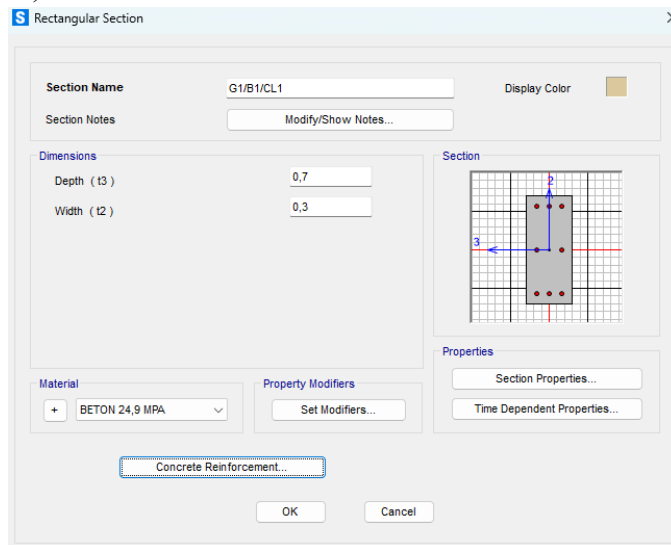 S Rectangular Section
Section Name G1/B1/CL1 Display Color
Section Notes Modify/Show Notes...
Dimensions
Depth ( t3 ) 0,7
Width ( t2 ) 0,3
Section
2
3
Properties
Section Properties...
Time Dependent Properties...
Material
+ BETON 24,9 MPA
Property Modifiers
Set Modifiers...
Concrete Reinforcement...
OK Cancel